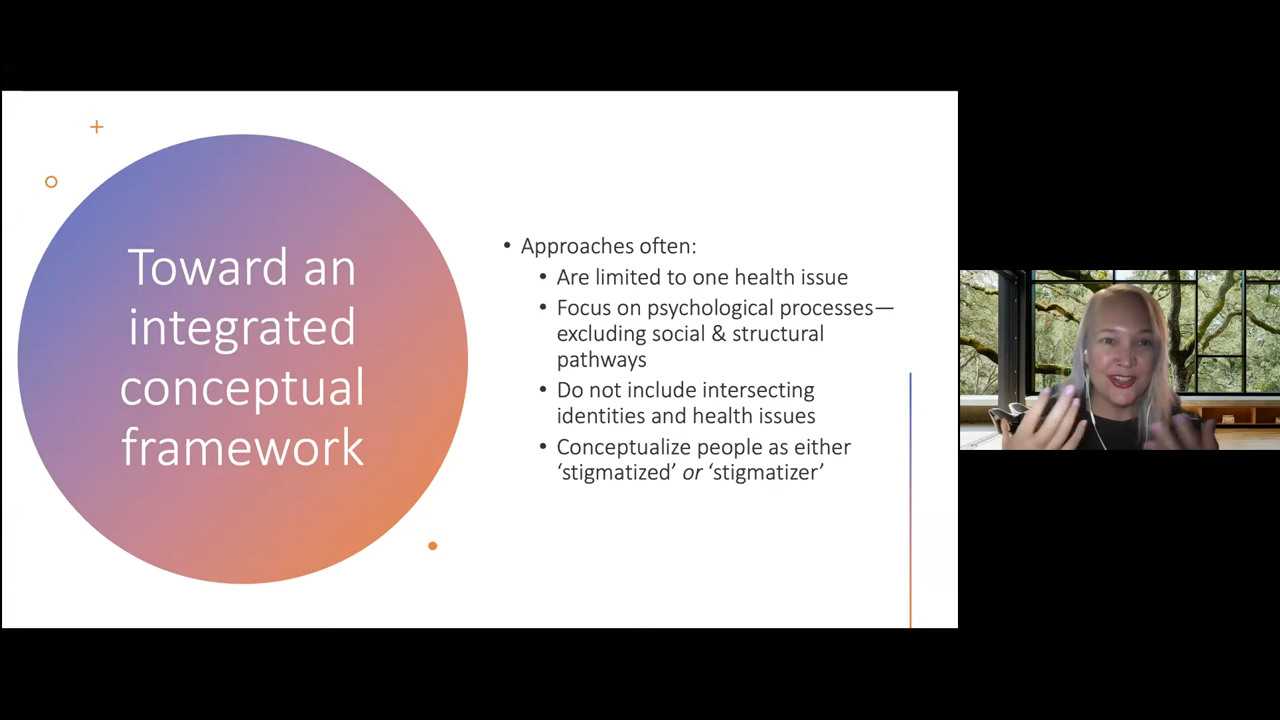 Toward an
integrated
conceptual
framework
• Approaches often:
• Are limited to one health issue
• Focus on psychological processes—
excluding social & structural
pathways
• Do not include intersecting
identities and health issues
• Conceptualize people as either
‘stigmatized’ or ‘stigmatizer’